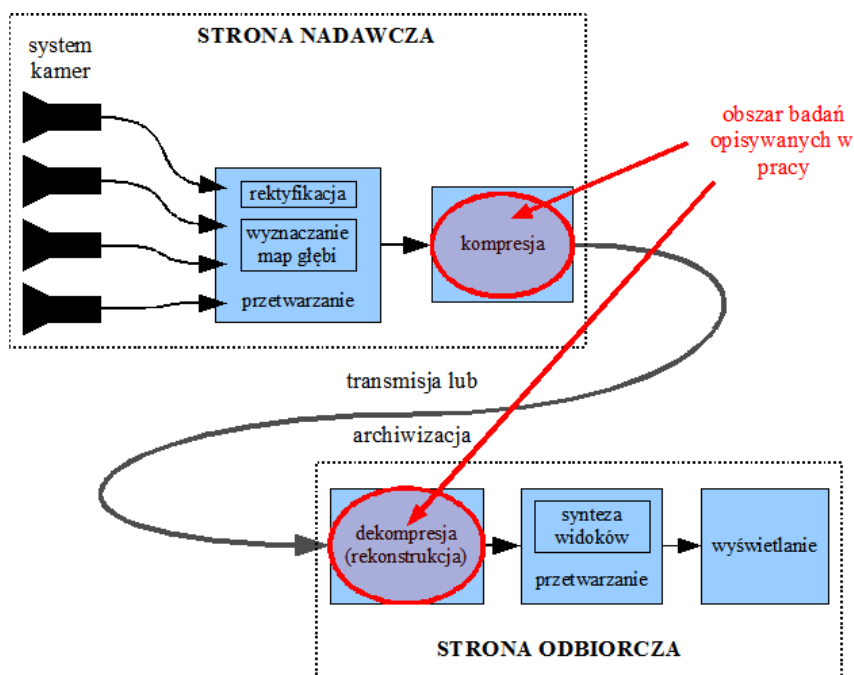 STRONA NADAWCZA
system
kamer
obszar badań
opisywanych w
pracy
rektyfikacja
wyznaczanie
map głębi
przetwarzanie
kompresja
transmisja lub
archiwizacja
dekompresja
(rekonstrukcja)
synteza
widoków
przetwarzanie
wyświetlanie
STRONA ODBIORCZA